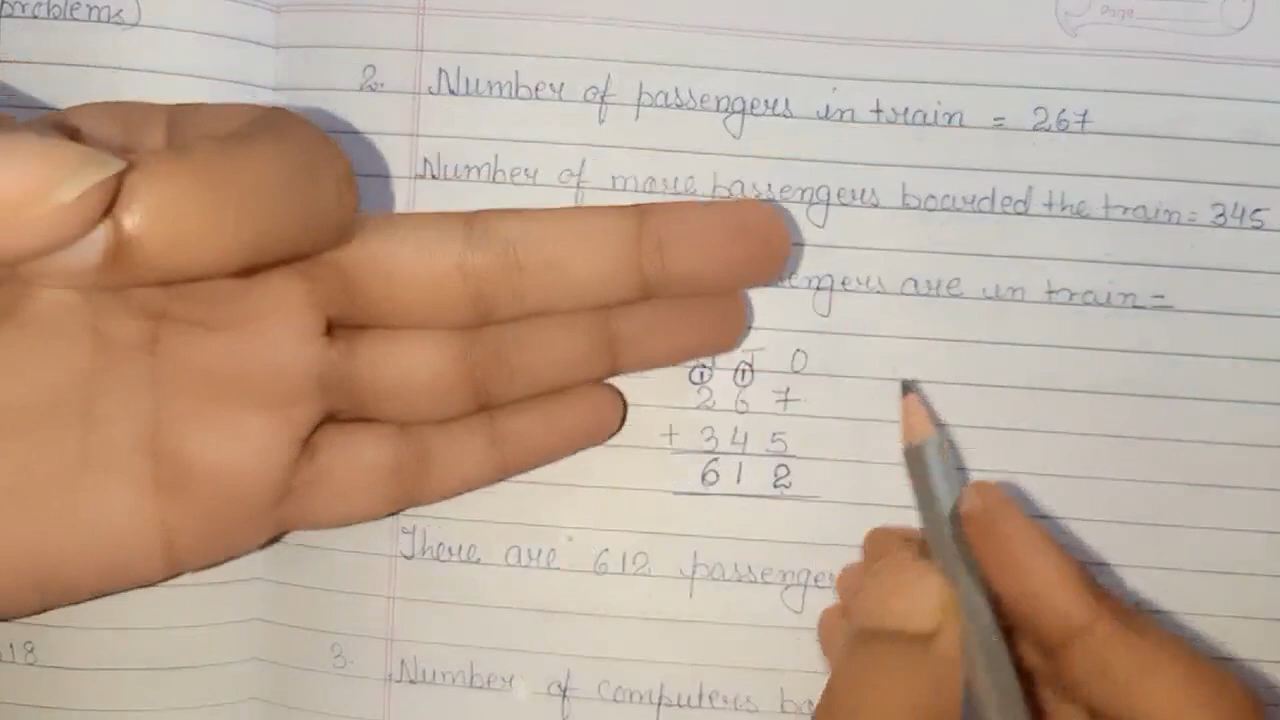 problems)
Page
2. Number of passengers in train = 267
Number of more passengers boarded the train = 345
engers are in train =
0
1 1
2 6 7
+ 3 4 5
6 1 2
There are 612 passenger
18
3. Number of computers